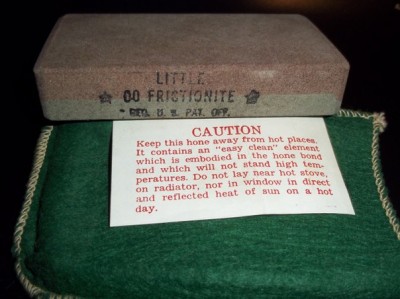 LITTLE
★ 00 FRICTIONITE ★
REG. U. S. PAT. OFF.
CAUTION
Keep this hone away from hot places.
It contains an "easy clean" element
which is embodied in the hone bond
and which will not stand high tem-
peratures. Do not lay near hot stove,
on radiator, nor in window in direct
and reflected heat of sun on a hot
day.